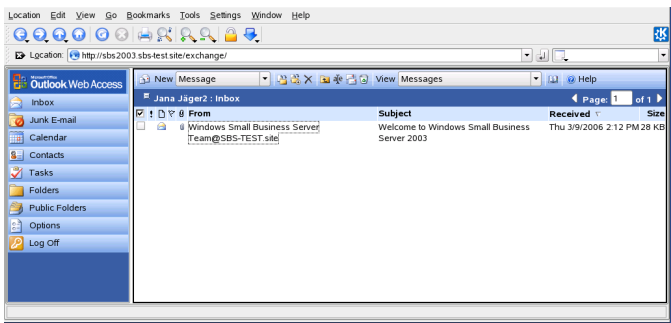 Location Edit View Go Bookmarks Tools Settings Window Help
Location: http://sbs2003.sbs-test.site/exchange/
Microsoft Office
Outlook Web Access
New Message View Messages Help
Jana Jäger2 : Inbox Page: 1 of 1
! From Subject Received Size
Windows Small Business Server Team@SBS-TEST.site
Welcome to Windows Small Business Server 2003
Thu 3/9/2006 2:12 PM 28 KB
Inbox
Junk E-mail
Calendar
Contacts
Tasks
Folders
Public Folders
Options
Log Off